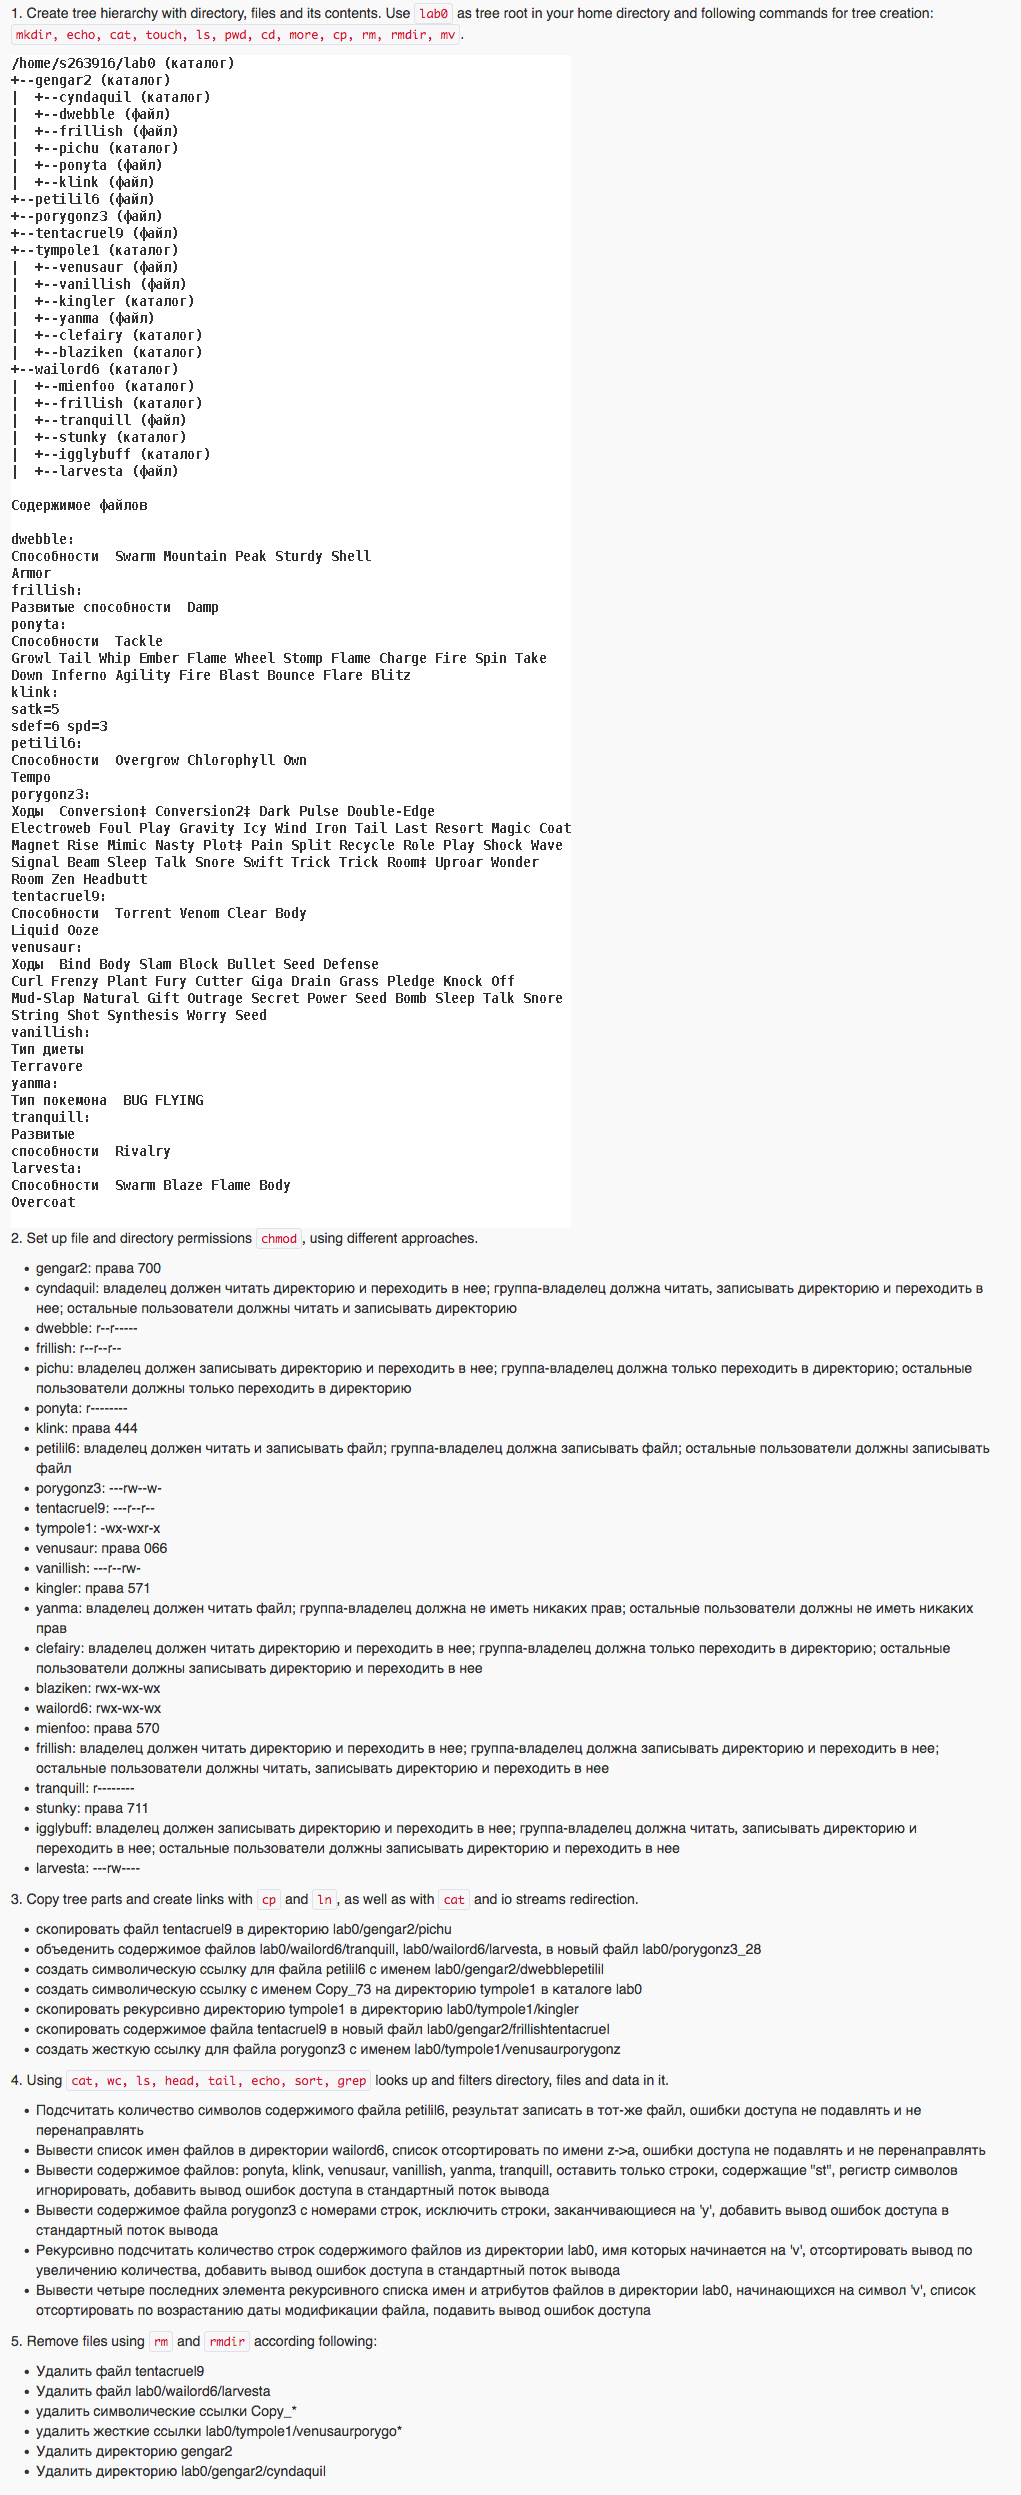 1. Create tree hierarchy with directory, files and its contents. Use lab0 as tree root in your home directory and following commands for tree creation:
mkdir, echo, cat, touch, ls, pwd, cd, more, cp, rm, rmdir, mv.
/home/s263916/lab0 (каталог)
+--gengar2 (каталог)
|  +--cyndaquil (каталог)
|  +--dwebble (файл)
|  +--frillish (файл)
|  +--pichu (каталог)
|  +--ponyta (файл)
|  +--klink (файл)
+--petilil6 (файл)
+--porygonz3 (файл)
+--tentacruel9 (файл)
+--tympole1 (каталог)
|  +--venusaur (файл)
|  +--vanillish (файл)
|  +--kingler (каталог)
|  +--yanma (файл)
|  +--clefairy (каталог)
|  +--blaziken (каталог)
+--wailord6 (каталог)
|  +--mienfoo (каталог)
|  +--frillish (каталог)
|  +--tranquill (файл)
|  +--stunky (каталог)
|  +--igglybuff (каталог)
|  +--larvesta (файл)
Содержимое файлов
dwebble:
Способности  Swarm Mountain Peak Sturdy Shell
Armor
frillish:
Развитые способности  Damp
ponyta:
Способности  Tackle
Growl Tail Whip Ember Flame Wheel Stomp Flame Charge Fire Spin Take
Down Inferno Agility Fire Blast Bounce Flare Blitz
klink:
satk=5
sdef=6 spd=3
petilil6:
Способности  Overgrow Chlorophyll Own
Tempo
porygonz3:
Ходы  Conversion‡ Conversion2‡ Dark Pulse Double-Edge
Electroweb Foul Play Gravity Icy Wind Iron Tail Last Resort Magic Coat
Magnet Rise Mimic Nasty Plot‡ Pain Split Recycle Role Play Shock Wave
Signal Beam Sleep Talk Snore Swift Trick Trick Room‡ Uproar Wonder
Room Zen Headbutt
tentacruel9:
Способности  Torrent Venom Clear Body
Liquid Ooze
venusaur:
Ходы  Bind Body Slam Block Bullet Seed Defense
Curl Frenzy Plant Fury Cutter Giga Drain Grass Pledge Knock Off
Mud-Slap Natural Gift Outrage Secret Power Seed Bomb Sleep Talk Snore
String Shot Synthesis Worry Seed
vanillish:
Тип диеты
Terravore
yanma:
Тип покемона  BUG FLYING
tranquill:
Развитые
способности  Rivalry
larvesta:
Способности  Swarm Blaze Flame Body
Overcoat
2. Set up file and directory permissions chmod, using different approaches.
• gengar2: права 700
• cyndaquil: владелец должен читать директорию и переходить в нее; группа-владелец должна читать, записывать директорию и переходить в
нее; остальные пользователи должны читать и записывать директорию
• dwebble: r--r-----
• frillish: r--r--r--
• pichu: владелец должен записывать директорию и переходить в нее; группа-владелец должна только переходить в директорию; остальные
пользователи должны только переходить в директорию
• ponyta: r--------
• klink: права 444
• petilil6: владелец должен читать и записывать файл; группа-владелец должна записывать файл; остальные пользователи должны записывать
файл
• porygonz3: ---rw--w-
• tentacruel9: ---r--r--
• tympole1: -wx-wxr-x
• venusaur: права 066
• vanillish: ---r--rw-
• kingler: права 571
• yanma: владелец должен читать файл; группа-владелец должна не иметь никаких прав; остальные пользователи должны не иметь никаких
прав
• clefairy: владелец должен читать директорию и переходить в нее; группа-владелец должна только переходить в директорию; остальные
пользователи должны записывать директорию и переходить в нее
• blaziken: rwx-wx-wx
• wailord6: rwx-wx-wx
• mienfoo: права 570
• frillish: владелец должен читать директорию и переходить в нее; группа-владелец должна записывать директорию и переходить в нее;
остальные пользователи должны читать, записывать директорию и переходить в нее
• tranquill: r--------
• stunky: права 711
• igglybuff: владелец должен записывать директорию и переходить в нее; группа-владелец должна читать, записывать директорию и
переходить в нее; остальные пользователи должны записывать директорию и переходить в нее
• larvesta: ---rw----
3. Copy tree parts and create links with cp and ln, as well as with cat and io streams redirection.
• скопировать файл tentacruel9 в директорию lab0/gengar2/pichu
• объеденить содержимое файлов lab0/wailord6/tranquill, lab0/wailord6/larvesta, в новый файл lab0/porygonz3_28
• создать символическую ссылку для файла petilil6 с именем lab0/gengar2/dwebblepetilil
• создать символическую ссылку c именем Copy_73 на директорию tympole1 в каталоге lab0
• скопировать рекурсивно директорию tympole1 в директорию lab0/tympole1/kingler
• скопировать содержимое файла tentacruel9 в новый файл lab0/gengar2/frillishtentacruel
• создать жесткую ссылку для файла porygonz3 с именем lab0/tympole1/venusaurporygonz
4. Using cat, wc, ls, head, tail, echo, sort, grep looks up and filters directory, files and data in it.
• Подсчитать количество символов содержимого файла petilil6, результат записать в тот-же файл, ошибки доступа не подавлять и не
перенаправлять
• Вывести список имен файлов в директории wailord6, список отсортировать по имени z->a, ошибки доступа не подавлять и не перенаправлять
• Вывести содержимое файлов: ponyta, klink, venusaur, vanillish, yanma, tranquill, оставить только строки, содержащие "st", регистр символов
игнорировать, добавить вывод ошибок доступа в стандартный поток вывода
• Вывести содержимое файла porygonz3 с номерами строк, исключить строки, заканчивающиеся на 'y', добавить вывод ошибок доступа в
стандартный поток вывода
• Рекурсивно подсчитать количество строк содержимого файлов из директории lab0, имя которых начинается на 'v', отсортировать вывод по
увеличению количества, добавить вывод ошибок доступа в стандартный поток вывода
• Вывести четыре последних элемента рекурсивного списка имен и атрибутов файлов в директории lab0, начинающихся на символ 'v', список
отсортировать по возрастанию даты модификации файла, подавить вывод ошибок доступа
5. Remove files using rm and rmdir according following:
• Удалить файл tentacruel9
• Удалить файл lab0/wailord6/larvesta
• удалить символические ссылки Copy_*
• удалить жесткие ссылки lab0/tympole1/venusaurporygo*
• Удалить директорию gengar2
• Удалить директорию lab0/gengar2/cyndaquil